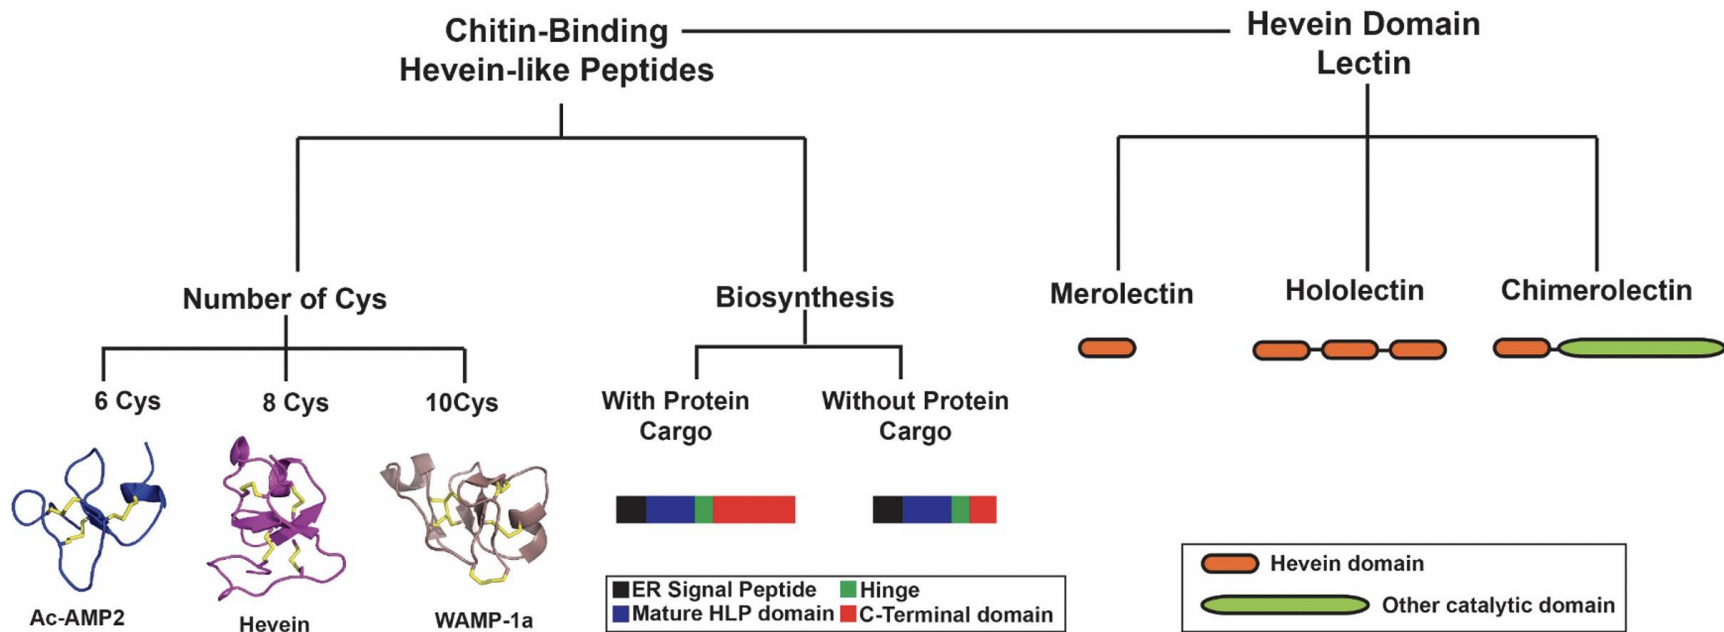 Chitin-Binding
Hevein-like Peptides
Hevein Domain
Lectin
Number of Cys
Biosynthesis
Merolectin
Hololectin
Chimerolectin
6 Cys
8 Cys
10Cys
With Protein
Cargo
Without Protein
Cargo
Ac-AMP2
Hevein
WAMP-1a
ER Signal Peptide
Hinge
Mature HLP domain
C-Terminal domain
Hevein domain
Other catalytic domain